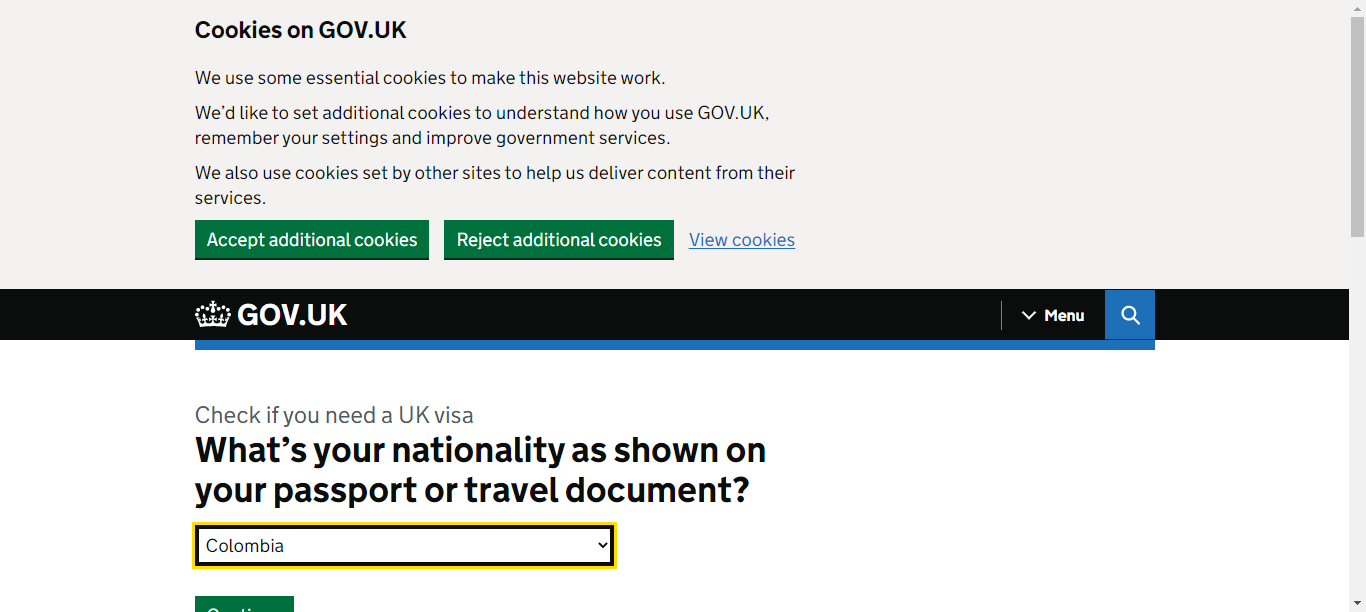 Cookies on GOV.UK
We use some essential cookies to make this website work.
We’d like to set additional cookies to understand how you use GOV.UK,
remember your settings and improve government services.
We also use cookies set by other sites to help us deliver content from their
services.
Accept additional cookies Reject additional cookies View cookies
GOV.UK Menu
Check if you need a UK visa
What’s your nationality as shown on
your passport or travel document?
Colombia